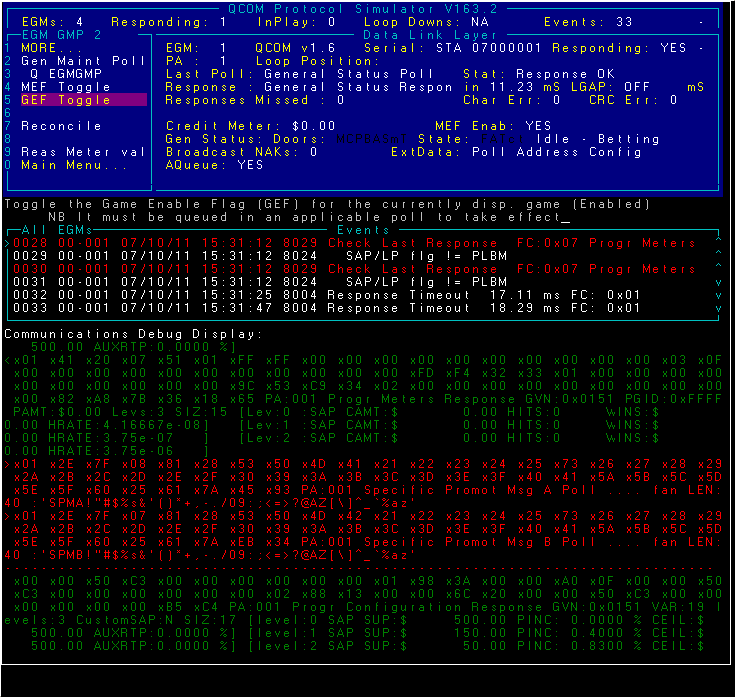 QCOM Protocol Simulator V163.2
EGMs: 4 Responding: 1 InPlay: 0 Loop Downs: NA Events: 33 -
EGM GMP 2
Data Link Layer
1 MORE... EGM: 1 QCOM v1.6 Serial: STA 07000001 Responding: YES -
2 Gen Maint Poll PA : 1 Loop Position:
3 Q EGMGMP Last Poll: General Status Poll Stat: Response OK
4 MEF Toggle Response : General Status Respon in 11.23 mS LGAP: OFF mS
5 GEF Toggle Responses Missed : 0 Char Err: 0 CRC Err: 0
6
7 Reconcile Credit Meter: $0.00 MEF Enab: YES
8 Gen Status: Doors: State: Idle - Betting
9 Reas Meter val Broadcast NAKs: 0 ExtData: Poll Address Config
0 Main Menu... AQueue: YES
Toggle the Game Enable Flag (GEF) for the currently disp. game (Enabled)
NB It must be queued in an applicable poll to take effect_
All EGMs Events
>0028 00-001 07/10/11 15:31:12 8029 Check Last Response FC:0x07 Progr Meters ^
0029 00-001 07/10/11 15:31:12 8024 SAP/LP flg != PLBM ^
0030 00-001 07/10/11 15:31:12 8029 Check Last Response FC:0x07 Progr Meters
0031 00-001 07/10/11 15:31:12 8024 SAP/LP flg != PLBM v
0032 00-001 07/10/11 15:31:25 8004 Response Timeout 17.11 ms FC: 0x01 v
0033 00-001 07/10/11 15:31:47 8004 Response Timeout 18.29 ms FC: 0x01 v
Communications Debug Display:
500.00 AUXRTP:0.0000 %]
<x01 x41 x20 x07 x51 x01 xFF xFF x00 x00 x00 x00 x00 x00 x00 x00 x03 x0F
x00 x00 x00 x00 x00 x00 x00 x00 x00 x00 xFD xF4 x32 x33 x01 x00 x00 x00
x00 x00 x00 x00 x00 x00 x9C x53 xC9 x34 x02 x00 x00 x00 x00 x00 x00 x00
x00 x82 xA8 x7B x36 x18 x65 PA:001 Progr Meters Response GVN:0x0151 PGID:0xFFFF
PAMT:$0.00 Levs:3 SIZ:15 [Lev:0 :SAP CAMT:$ 0.00 HITS:0 WINS:$
0.00 HRATE:4.16667e-08] [Lev:1 :SAP CAMT:$ 0.00 HITS:0 WINS:$
0.00 HRATE:3.75e-07 ] [Lev:2 :SAP CAMT:$ 0.00 HITS:0 WINS:$
0.00 HRATE:3.75e-06 ]
>x01 x2E x7F x08 x81 x28 x53 x50 x4D x41 x21 x22 x23 x24 x25 x73 x26 x27 x28 x29
x2A x2B x2C x2D x2E x2F x30 x39 x3A x3B x3C x3D x3E x3F x40 x41 x5A x5B x5C x5D
x5E x5F x60 x25 x61 x7A x45 x93 PA:001 Specific Promot Msg A Poll .... fan LEN:
40 :'SPMA!"#$%s&'()*+,-./09:;<=>?@AZ[\]^_`%az'
>x01 x2E x7F x07 x81 x28 x53 x50 x4D x42 x21 x22 x23 x24 x25 x73 x26 x27 x28 x29
x2A x2B x2C x2D x2E x2F x30 x39 x3A x3B x3C x3D x3E x3F x40 x41 x5A x5B x5C x5D
x5E x5F x60 x25 x61 x7A xEB x34 PA:001 Specific Promot Msg B Poll .... fan LEN:
40 :'SPMB!"#$%s&'()*+,-./09:;<=>?@AZ[\]^_`%az'
x00 x00 x50 xC3 x00 x00 x00 x00 x00 x00 x01 x98 x3A x00 x00 xA0 x0F x00 x00 x50
xC3 x00 x00 x00 x00 x00 x00 x02 x88 x13 x00 x00 x6C x20 x00 x00 x50 xC3 x00 x00
x00 x00 x00 x00 xB5 xC4 PA:001 Progr Configuration Response GVN:0x0151 VAR:19 l
evels:3 CustomSAP:N SIZ:17 [level:0 SAP SUP:$ 500.00 PINC: 0.0000 % CEIL:$
500.00 AUXRTP:0.0000 %] [level:1 SAP SUP:$ 150.00 PINC: 0.4000 % CEIL:$
500.00 AUXRTP:0.0000 %] [level:2 SAP SUP:$ 50.00 PINC: 0.8300 % CEIL:$